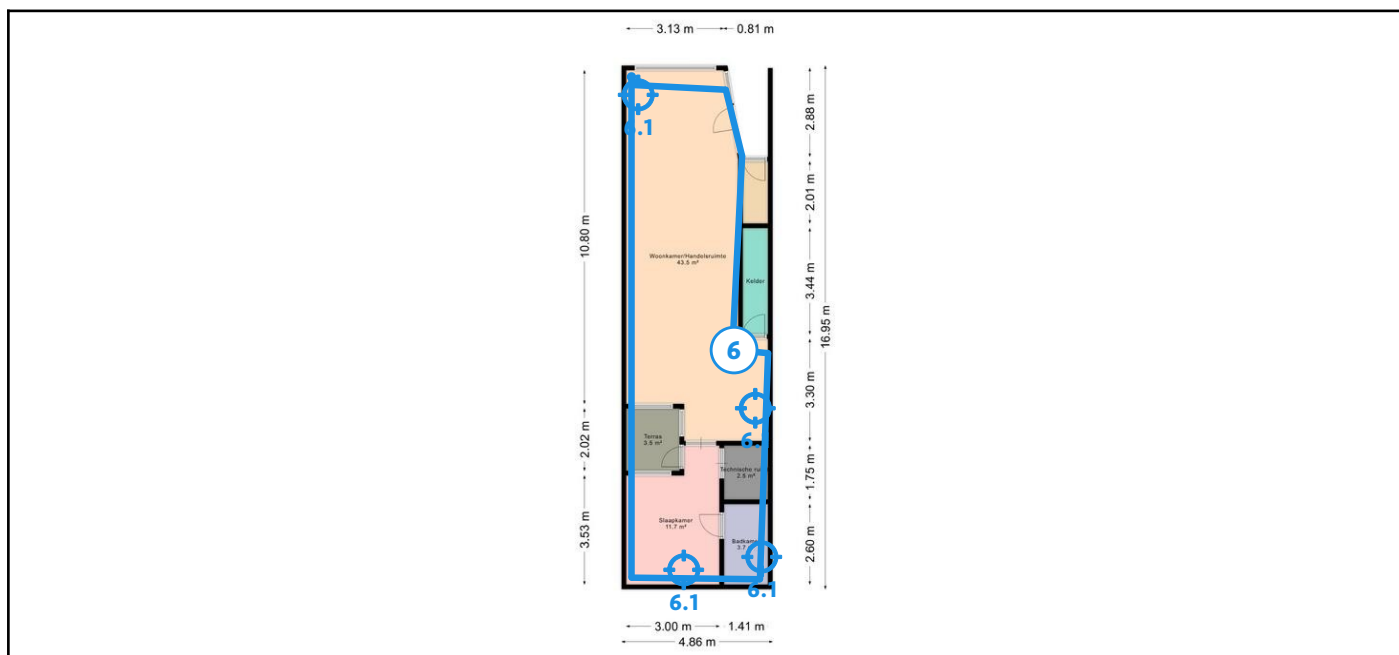 3.13 m
0.81 m
6.1
2.88 m
2.01 m
10.80 m
Woonkamer/Handelsruimte
43.5 m²
3.44 m
Kelder
16.95 m
6
3.30 m
6.
2.02 m
Terras
3.5 m²
Technische ru
2.5 m²
1.75 m
3.53 m
Slaapkamer
11.7 m²
Badkam
3.7
2.60 m
6.1
6.1
3.00 m
1.41 m
4.86 m